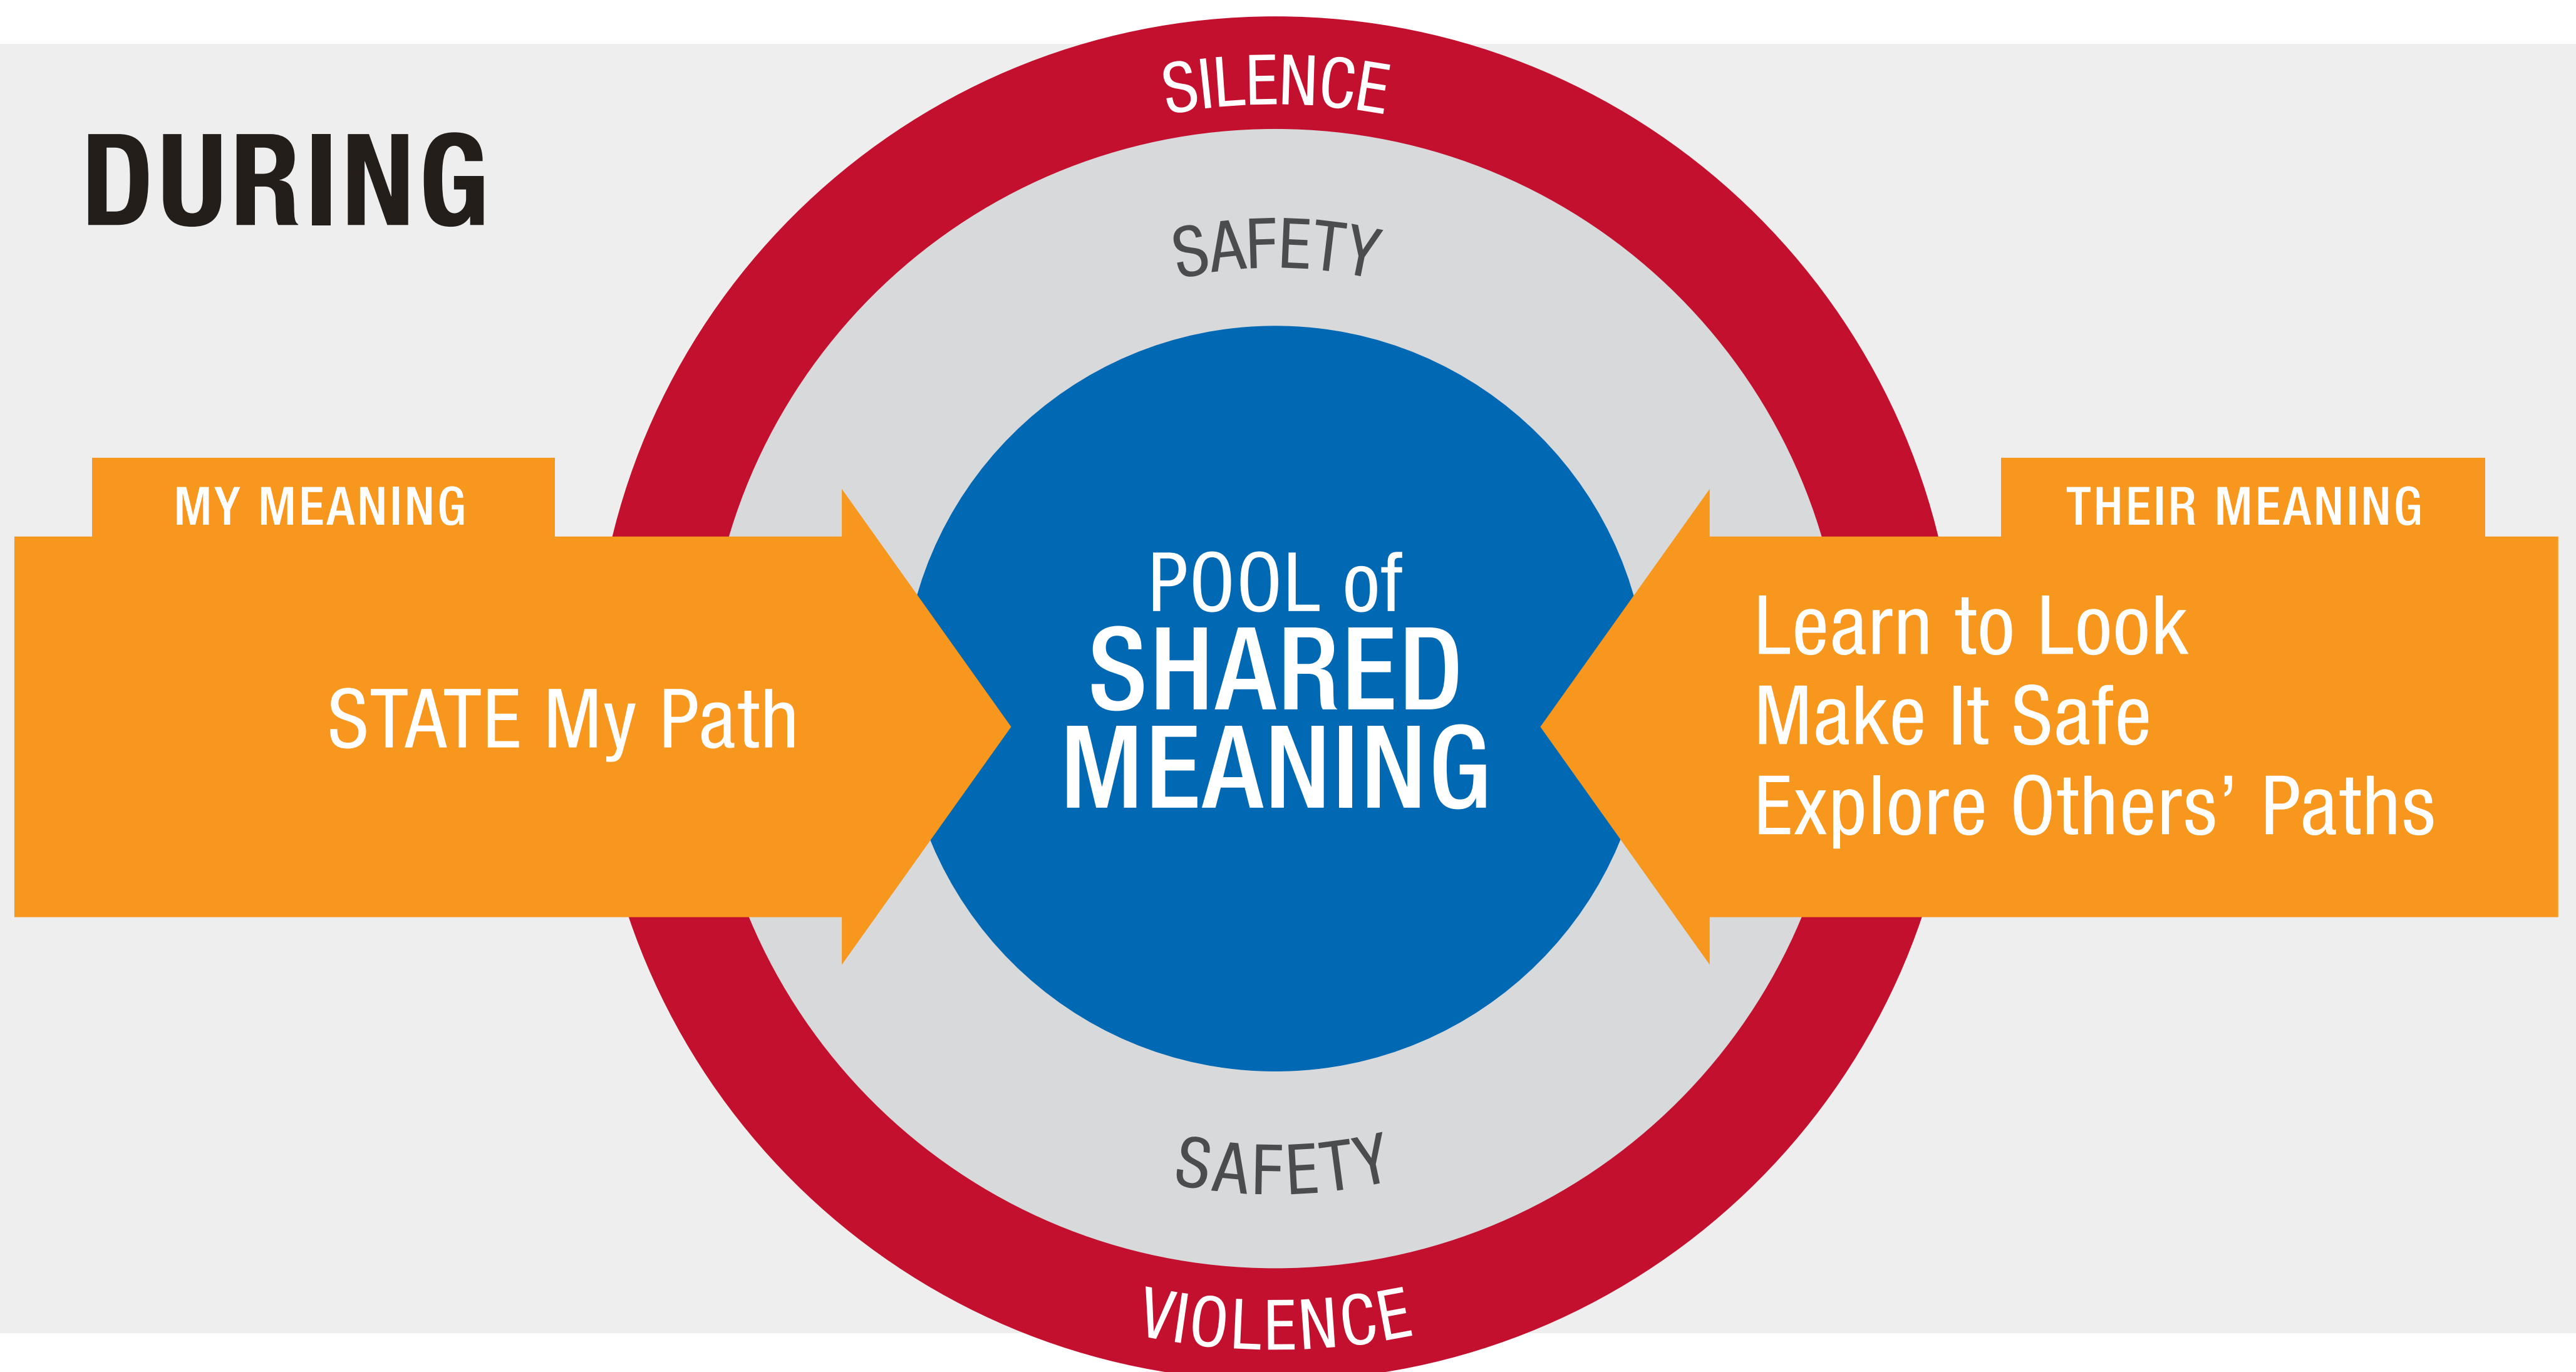 SILENCE
DURING
SAFETY
MY MEANING
STATE My Path
POOL of
SHARED
MEANING
THEIR MEANING
Learn to Look
Make It Safe
Explore Others’ Paths
SAFETY
VIOLENCE